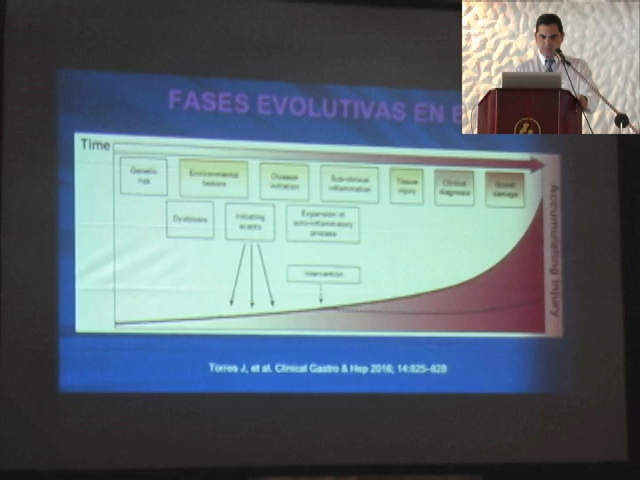 FASES EVOLUTIVAS EN E
Time
Genetic risk
Environmental factors
Disease initiation
Sub-clinical inflammation
Tissue injury
Clinical diagnosis
Bowel damage
Dysbiosis
Initiating events
Expansion of auto-inflammatory process
Intervention
Accumulating Injury
Torres J, et al. Clinical Gastro & Hep 2016; 14:825–828